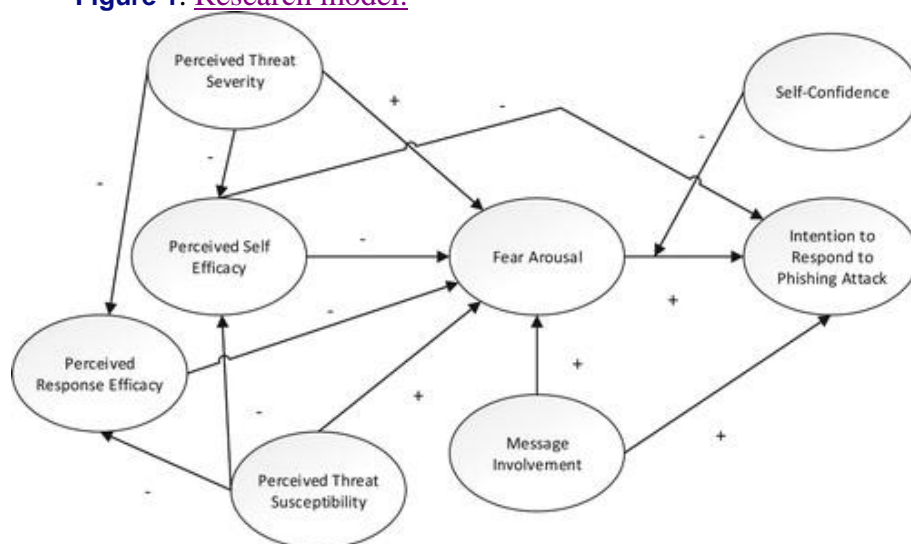 Figure 1. Research model.
Perceived Threat
Severity
Self-Confidence
+
-
-
-
-
Perceived Self
Efficacy
-
Fear Arousal
Intention to
Respond to
Phishing Attack
+
-
Perceived
Response Efficacy
-
+
+
Message
Involvement
+
Perceived Threat
Susceptibility
-